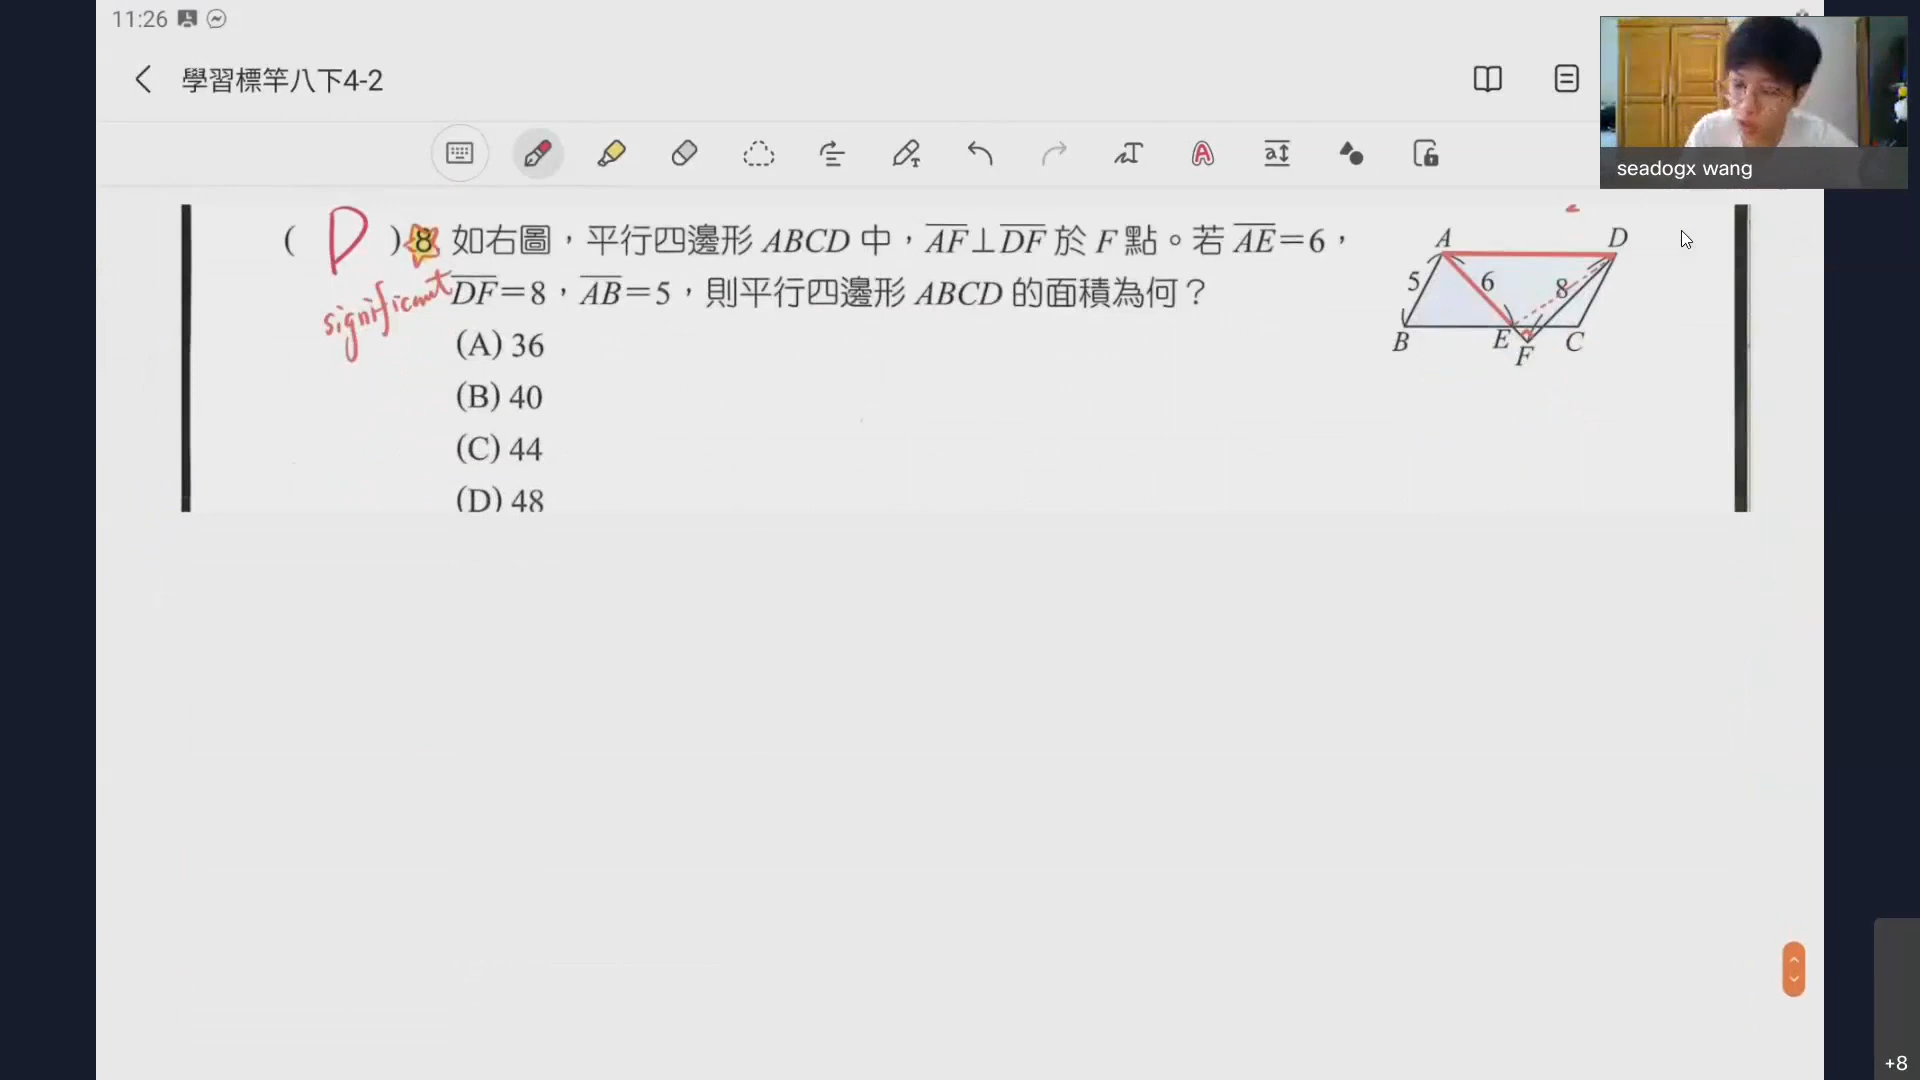 11:26
學習標竿八下4-2
seadogx wang
( D ) 8 如右圖，平行四邊形 ABCD 中，AF⊥DF 於 F 點。若 AE=6，
significant DF=8，AB=5，則平行四邊形 ABCD 的面積為何？
(A) 36
(B) 40
(C) 44
(D) 48
A D
5 6 8
B E F C
+8